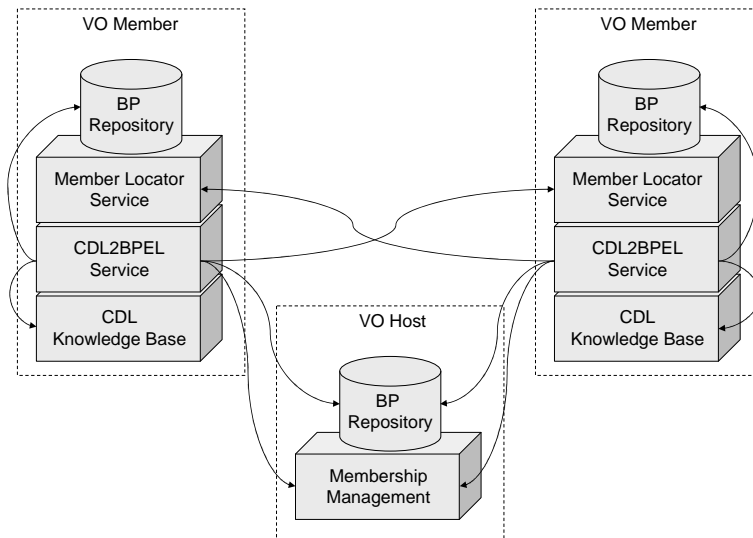 VO Member
BP
Repository
Member Locator
Service
CDL2BPEL
Service
CDL
Knowledge Base
VO Member
BP
Repository
Member Locator
Service
CDL2BPEL
Service
CDL
Knowledge Base
VO Host
BP
Repository
Membership
Management